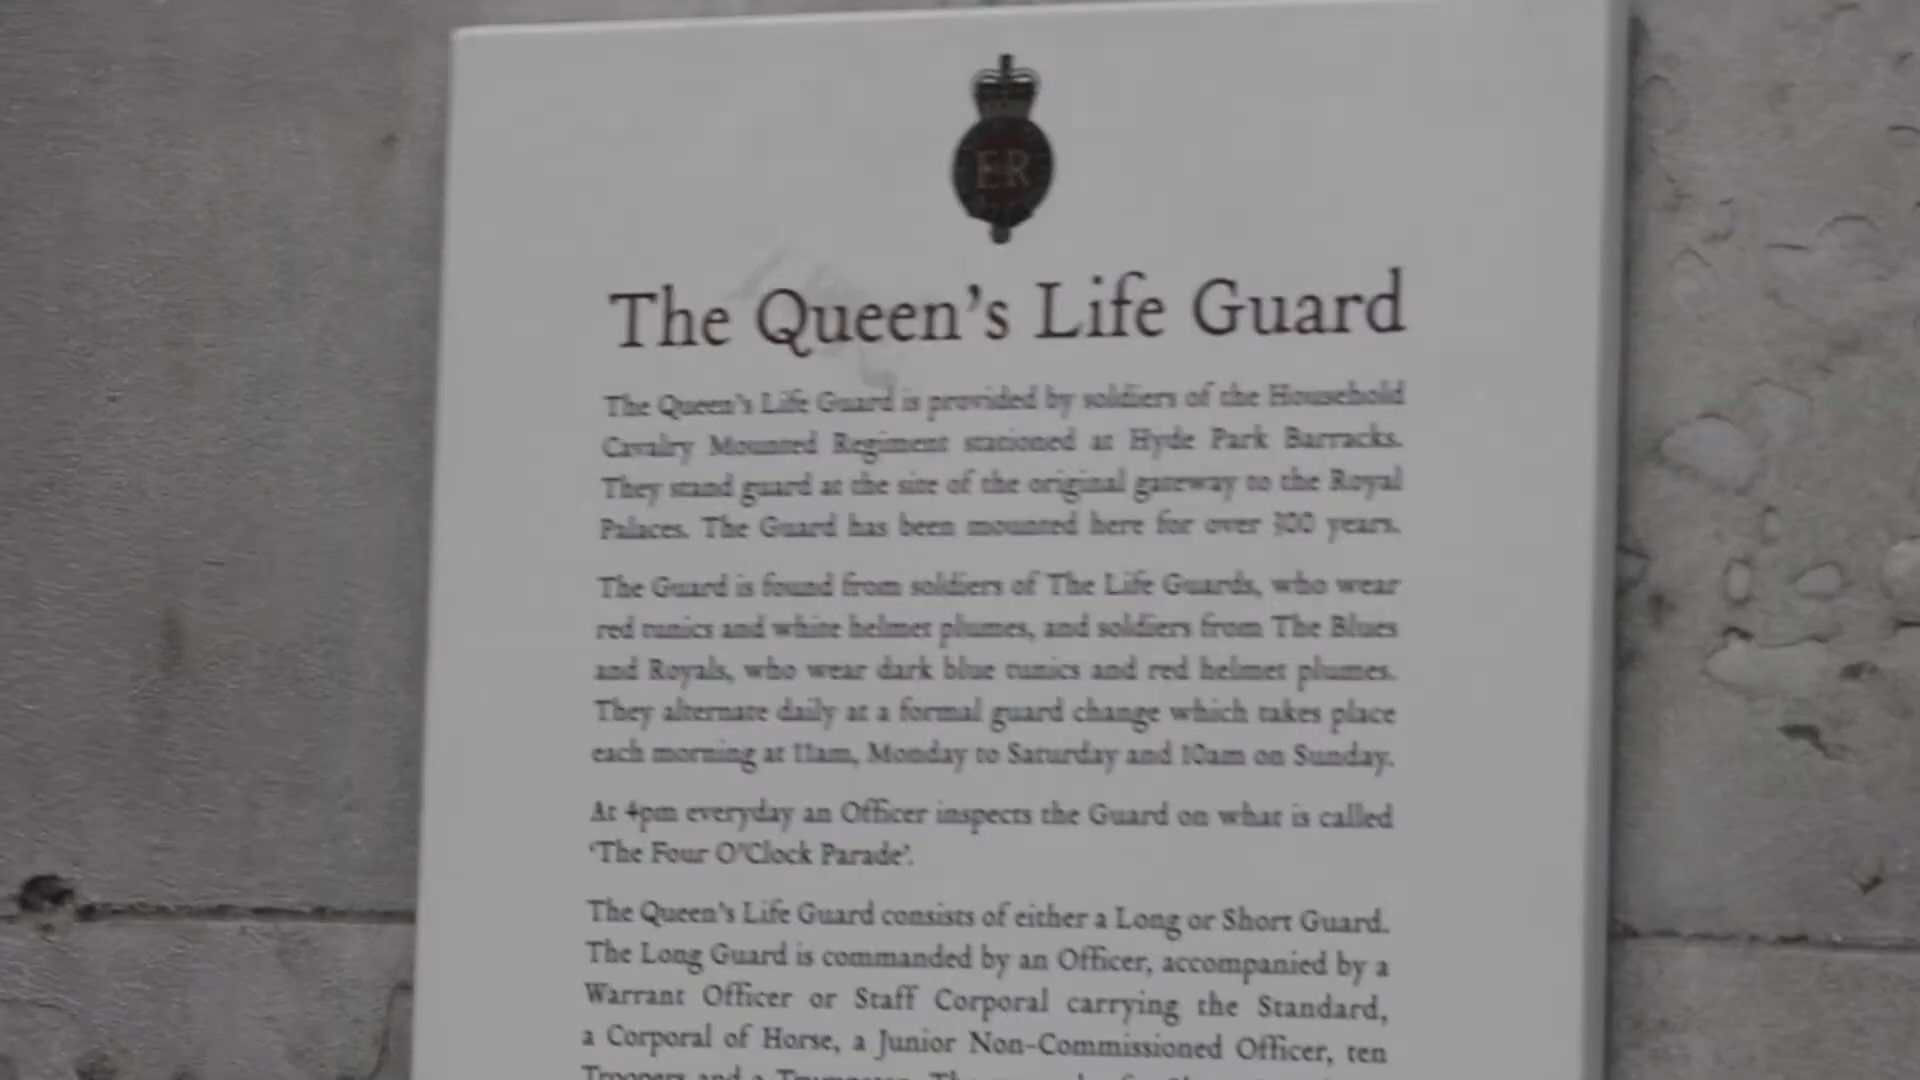 ER
The Queen's Life Guard
The Queen's Life Guard is provided by soldiers of the Household
Cavalry Mounted Regiment stationed at Hyde Park Barracks.
They stand guard at the site of the original gateway to the Royal
Palaces. The Guard has been mounted here for over 300 years.
The Guard is found from soldiers of The Life Guards, who wear
red tunics and white helmet plumes, and soldiers from The Blues
and Royals, who wear dark blue tunics and red helmet plumes.
They alternate daily at a formal guard change which takes place
each morning at 11am, Monday to Saturday and 10am on Sunday.
At 4pm everyday an Officer inspects the Guard on what is called
‘The Four O'Clock Parade’.
The Queen's Life Guard consists of either a Long or Short Guard.
The Long Guard is commanded by an Officer, accompanied by a
Warrant Officer or Staff Corporal carrying the Standard,
a Corporal of Horse, a Junior Non-Commissioned Officer, ten
Troopers and a